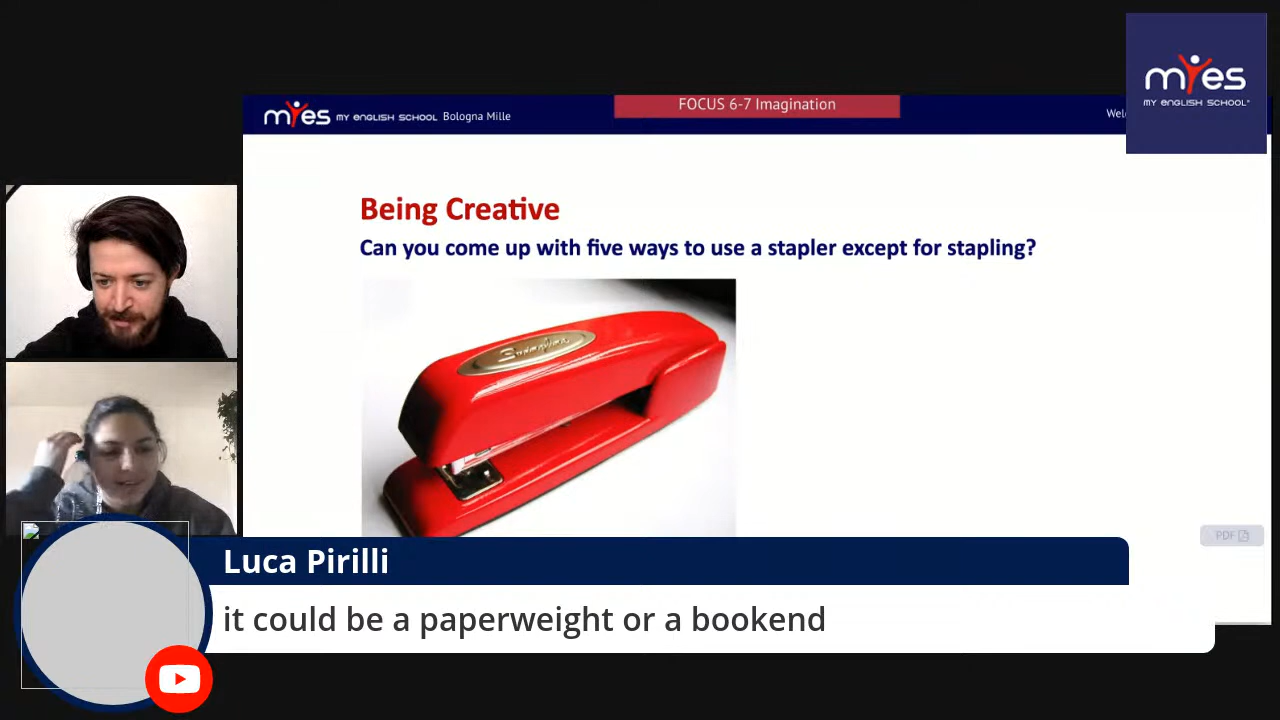 myes
MY ENGLISH SCHOOL
myes MY ENGLISH SCHOOL Bologna Mille
FOCUS 6-7 Imagination
Wel
Being Creative
Can you come up with five ways to use a stapler except for stapling?
Swingline
PDF
Luca Pirilli
it could be a paperweight or a bookend